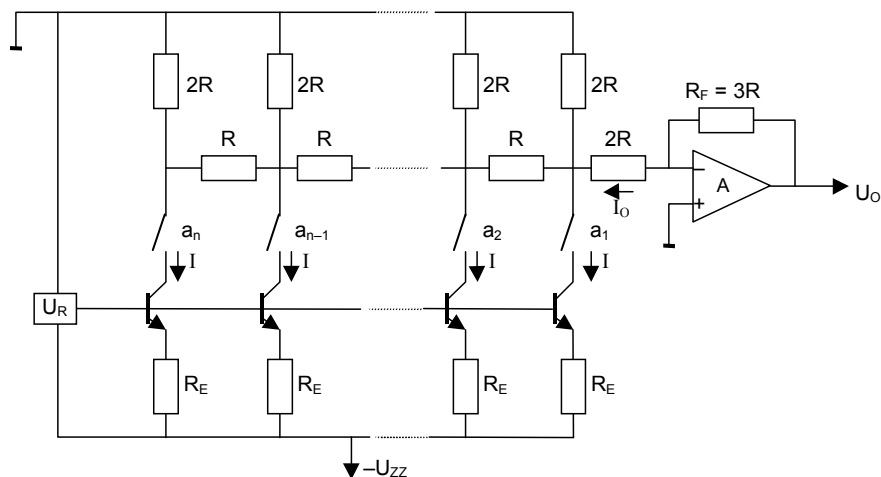 2R 2R 2R 2R R_F = 3R
R R R 2R
A
U_O
I_O
a_n a_{n–1} a_2 a_1
I I I I
U_R
R_E R_E R_E R_E
–U_ZZ